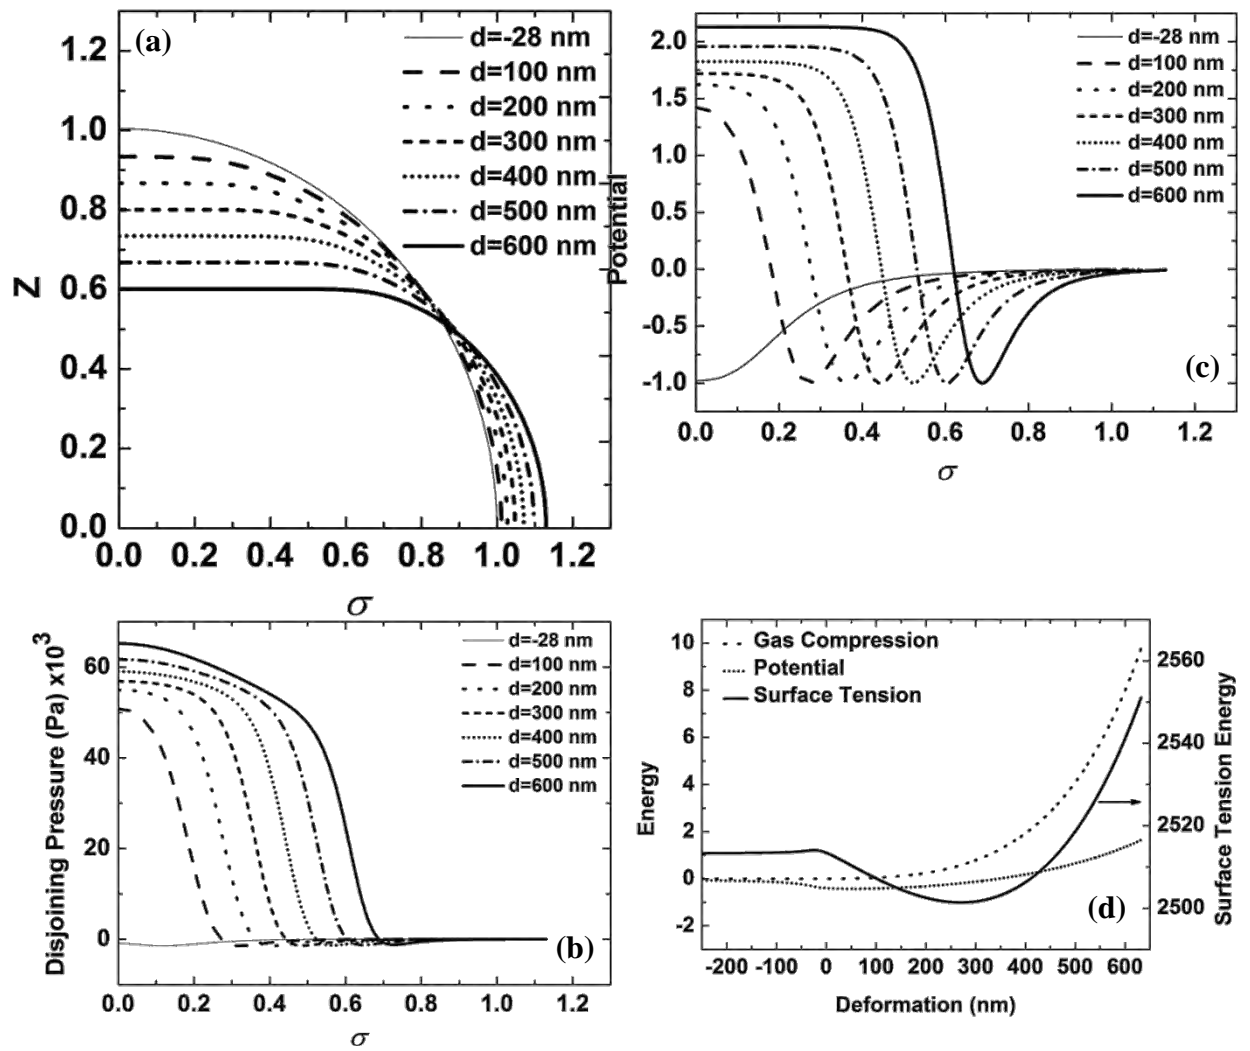 (a)
d=-28 nm
d=100 nm
d=200 nm
d=300 nm
d=400 nm
d=500 nm
d=600 nm
1.2
1.0
0.8
0.6
0.4
0.2
0.0
Z
0.0 0.2 0.4 0.6 0.8 1.0 1.2
σ
d=-28 nm
d=100 nm
d=200 nm
d=300 nm
d=400 nm
d=500 nm
d=600 nm
2.0
1.5
1.0
0.5
0.0
-0.5
-1.0
Potential
(c)
0.0 0.2 0.4 0.6 0.8 1.0 1.2
σ
d=-28 nm
d=100 nm
d=200 nm
d=300 nm
d=400 nm
d=500 nm
d=600 nm
60
40
20
0
Disjoining Pressure (Pa) x10³
(b)
0.0 0.2 0.4 0.6 0.8 1.0
σ
Gas Compression
Potential
Surface Tension
10
8
6
4
2
0
-2
Energy
2560
2540
2520
2500
Surface Tension Energy
(d)
-200 -100 0 100 200 300 400 500 600
Deformation (nm)